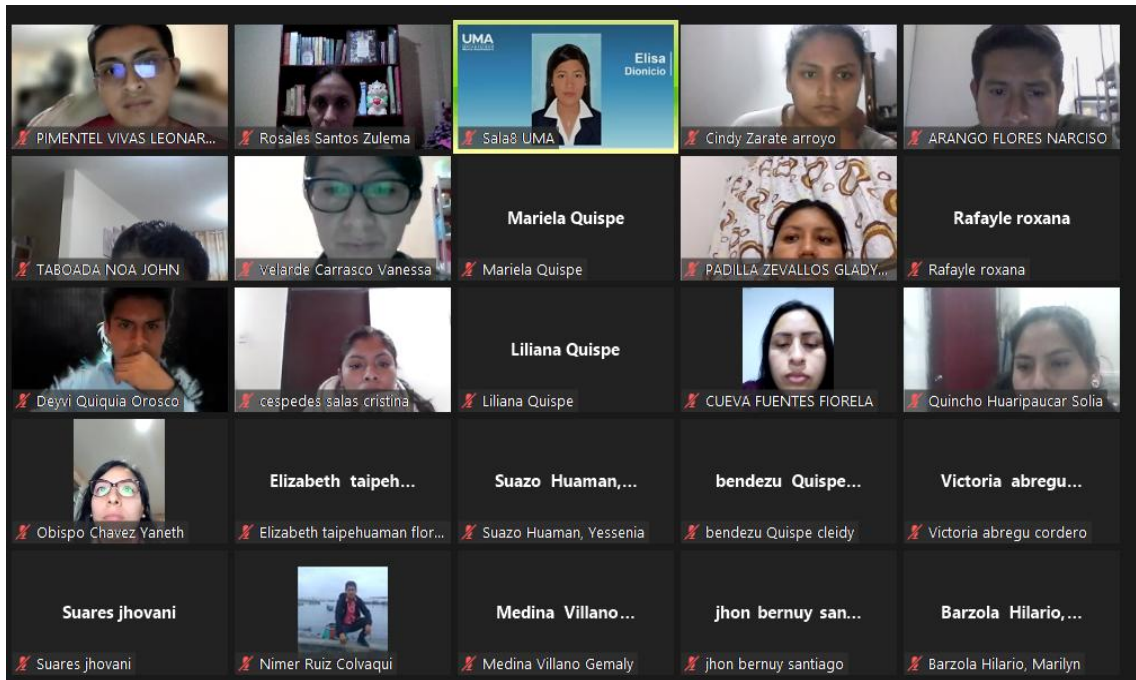 PIMENTEL VIVAS LEONAR...
Rosales Santos Zulema
UMA
Elisa
Dionicio
Sala8 UMA
Cindy Zarate arroyo
ARANGO FLORES NARCISO
TABOADA NOA JOHN
Velarde Carrasco Vanessa
Mariela Quispe
Mariela Quispe
PADILLA ZEVALLOS GLADY...
Rafayle roxana
Rafayle roxana
Deyvi Quiquia Orosco
cespedes salas cristina
Liliana Quispe
Liliana Quispe
CUEVA FUENTES FIORELA
Quincho Huaripaucar Solia
Obispo Chavez Yaneth
Elizabeth taipeh...
Elizabeth taipehuaman flor...
Suazo Huaman,...
Suazo Huaman, Yessenia
bendezu Quispe...
bendezu Quispe cleidy
Victoria abregu...
Victoria abregu cordero
Suares jhovani
Suares jhovani
Nimer Ruiz Colvaqui
Medina Villano...
Medina Villano Gemaly
jhon bernuy san...
jhon bernuy santiago
Barzola Hilario,...
Barzola Hilario, Marilyn